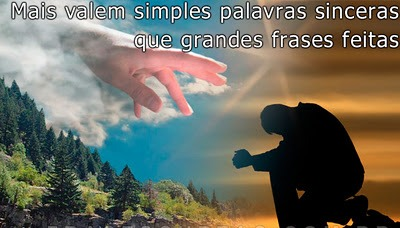 Mais valem simples palavras sinceras
que grandes frases feitas